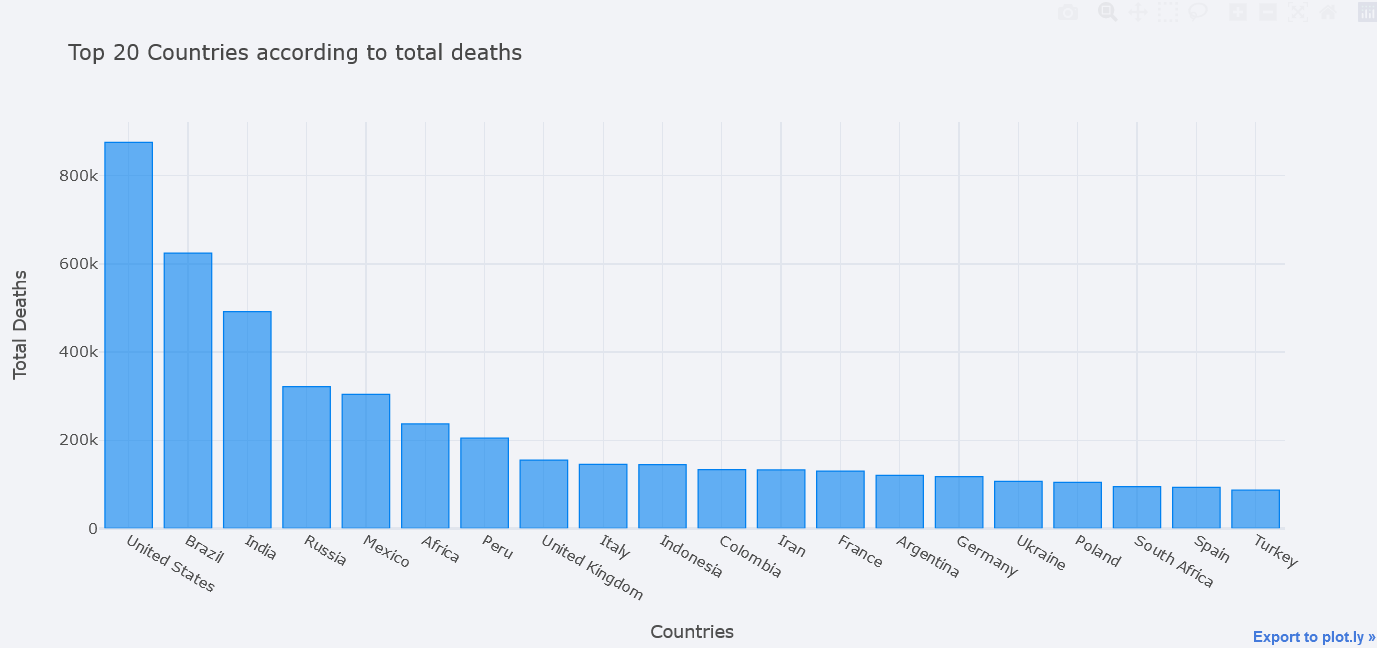 Top 20 Countries according to total deaths
Total Deaths
800k
600k
400k
200k
0
United States
Brazil
India
Russia
Mexico
Africa
Peru
United Kingdom
Italy
Indonesia
Colombia
Iran
France
Argentina
Germany
Ukraine
Poland
South Africa
Spain
Turkey
Countries
Export to plot.ly »